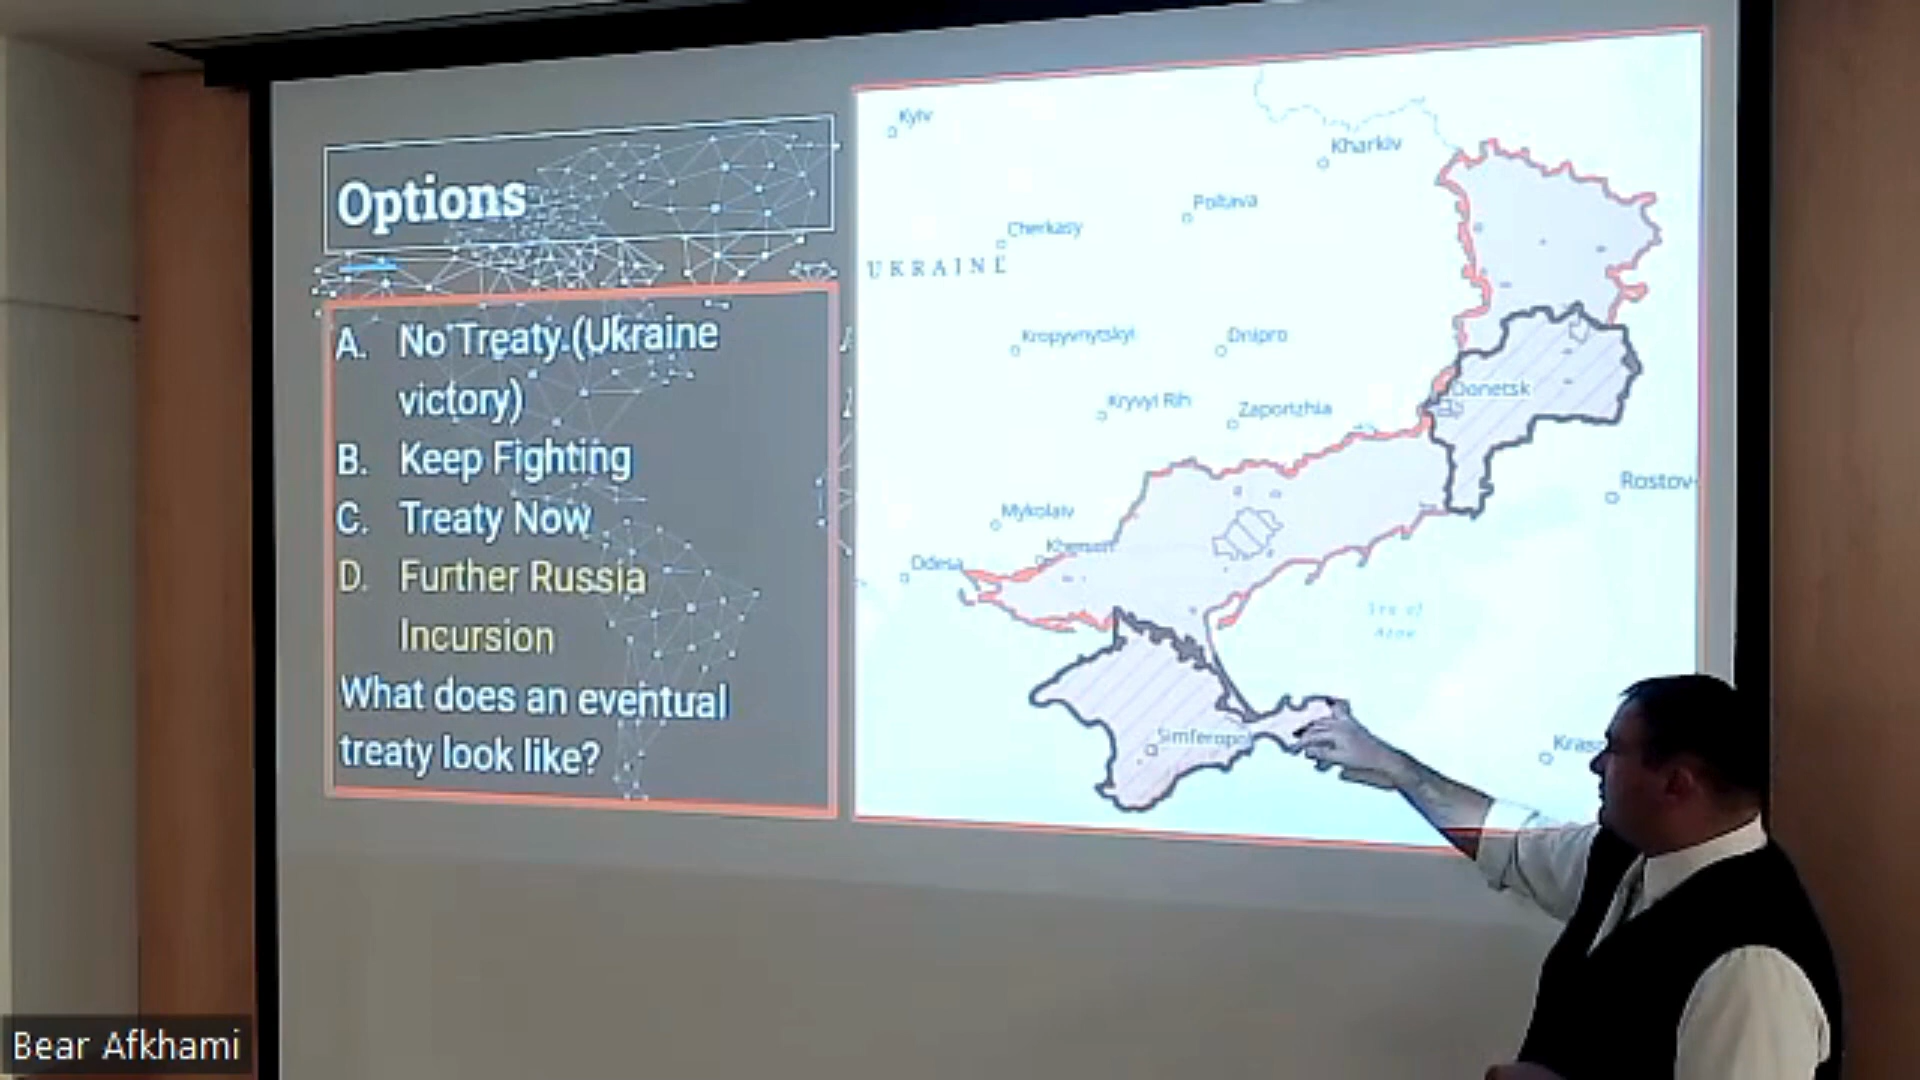 Options
A. No Treaty (Ukraine
victory)
B. Keep Fighting
C. Treaty Now
D. Further Russia
Incursion
What does an eventual
treaty look like?
Kyiv
Kharkiv
Poltava
Cherkasy
UKRAINE
Kropyvnytskyi
Dnipro
Donetsk
Kryvyi Rih
Zaporizhia
Rostov-
Mykolaiv
Kherson
Odesa
Sea of
Azov
Simferopol
Kras
Bear Afkhami